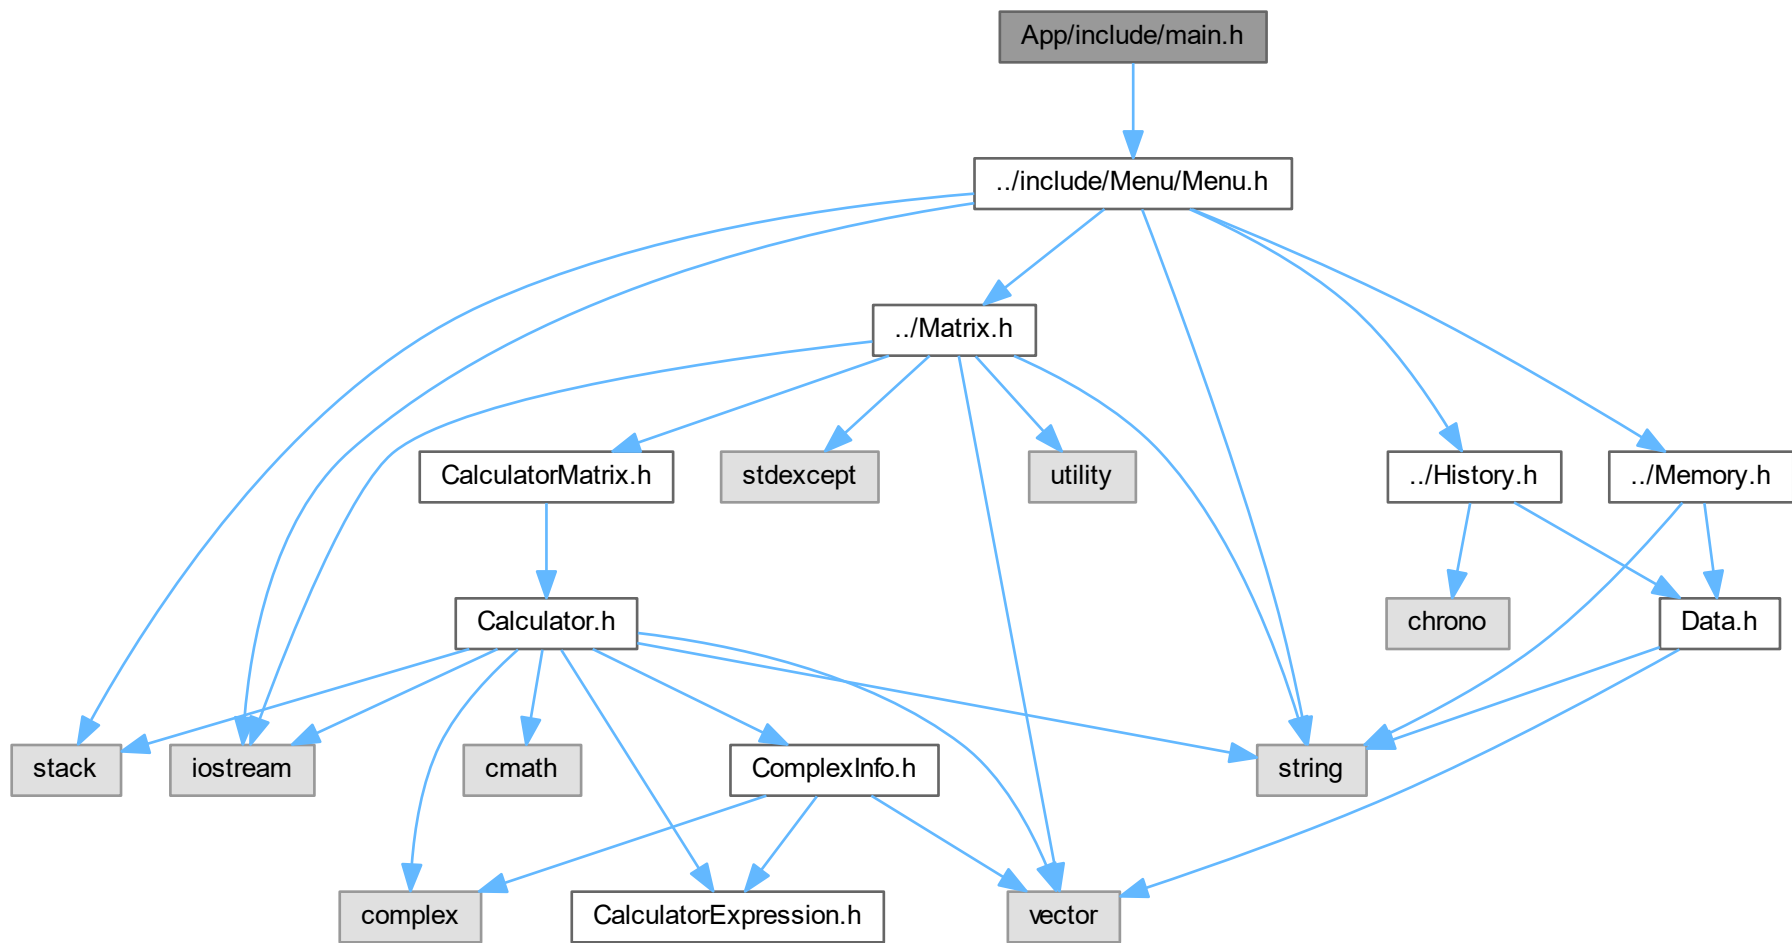 App/include/main.h
../include/Menu/Menu.h
../Matrix.h
CalculatorMatrix.h
stdexcept
utility
../History.h
../Memory.h
Calculator.h
chrono
Data.h
stack
iostream
cmath
ComplexInfo.h
string
complex
CalculatorExpression.h
vector